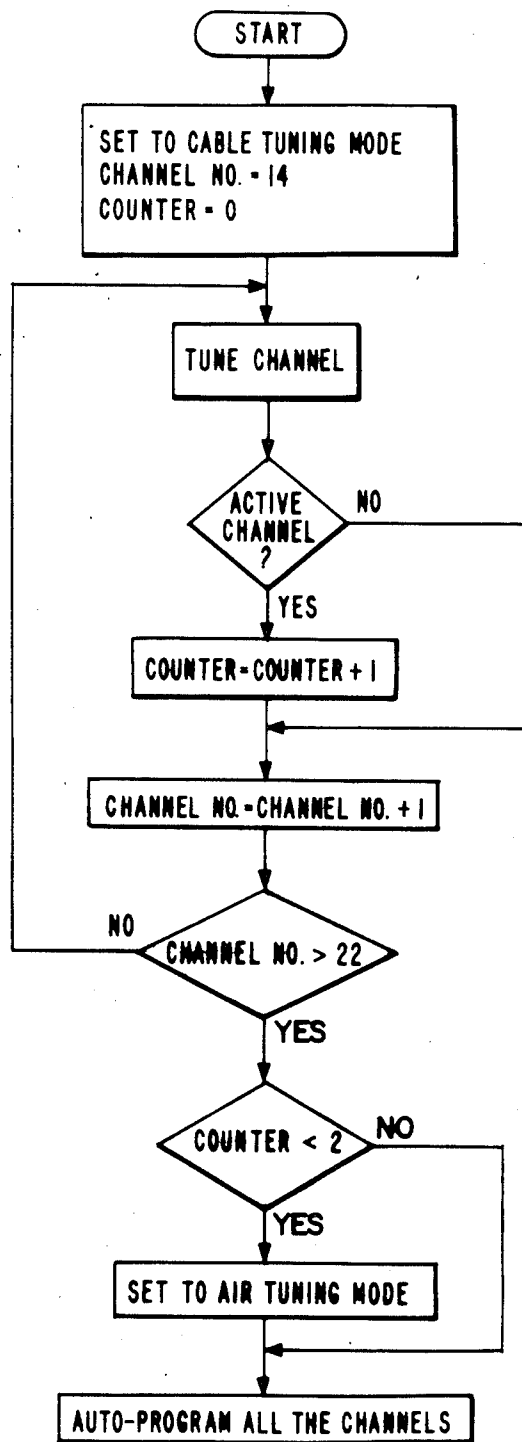 START
SET TO CABLE TUNING MODE
CHANNEL NO. = 14
COUNTER = 0
TUNE CHANNEL
ACTIVE
CHANNEL
?
NO
YES
COUNTER=COUNTER + 1
CHANNEL NO.=CHANNEL NO. + 1
NO
CHANNEL NO. > 22
YES
COUNTER < 2
NO
YES
SET TO AIR TUNING MODE
AUTO-PROGRAM ALL THE CHANNELS